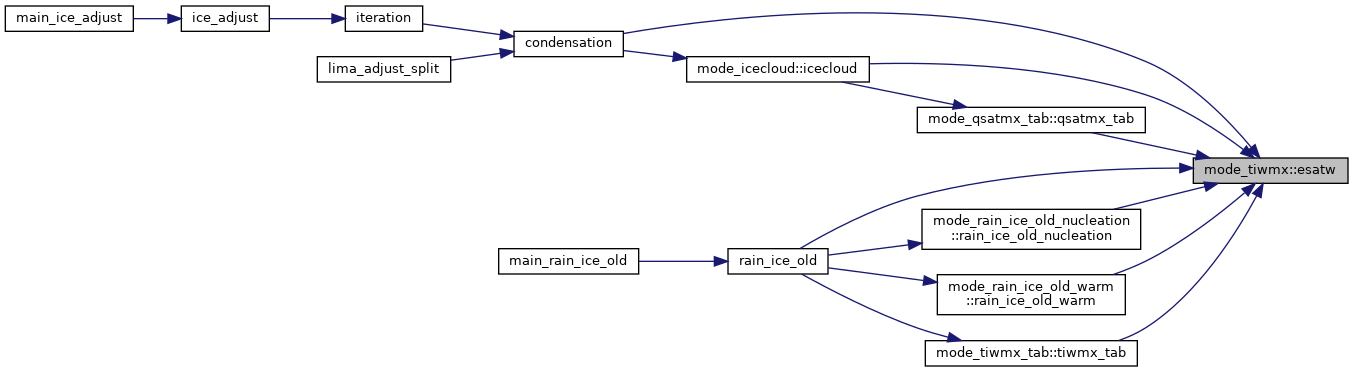 main_ice_adjust
ice_adjust
iteration
condensation
lima_adjust_split
mode_icecloud::icecloud
mode_qsatmx_tab::qsatmx_tab
mode_tiwmx::esatw
mode_rain_ice_old_nucleation
::rain_ice_old_nucleation
main_rain_ice_old
rain_ice_old
mode_rain_ice_old_warm
::rain_ice_old_warm
mode_tiwmx_tab::tiwmx_tab